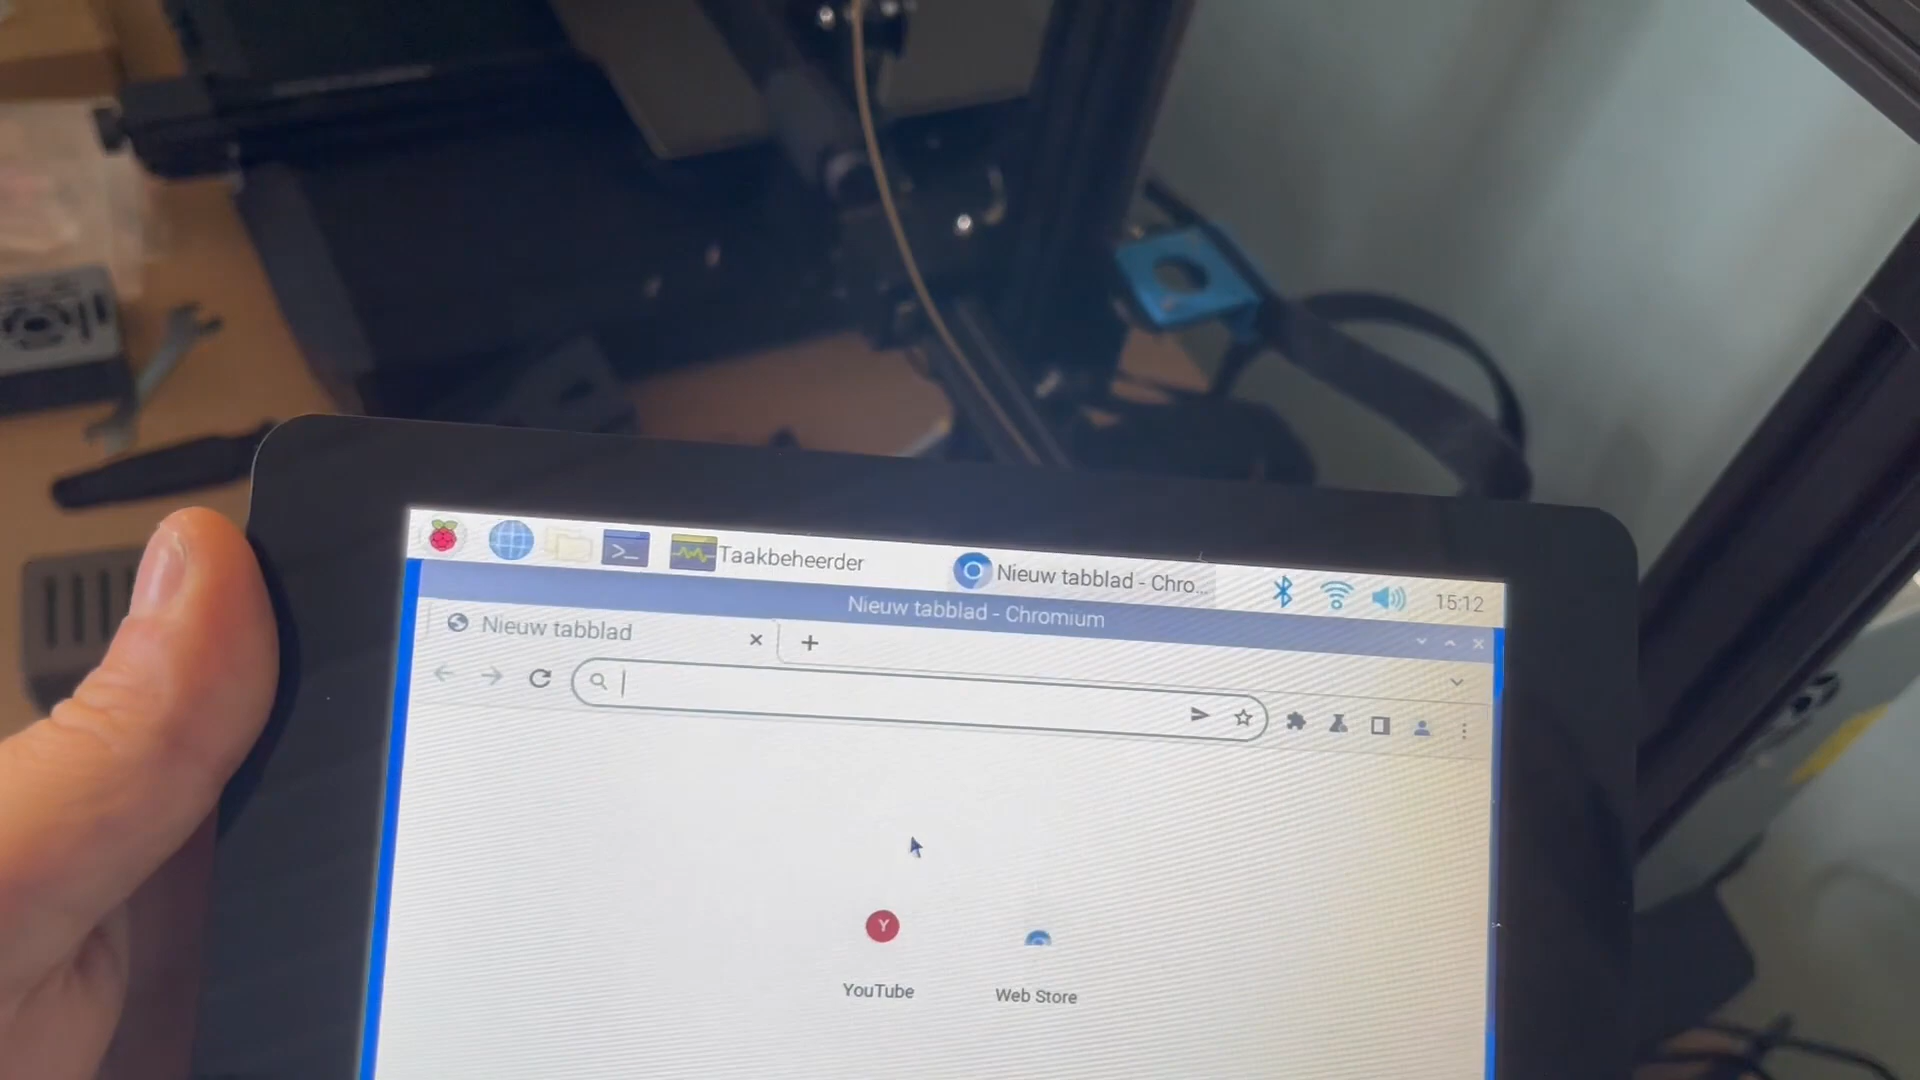 Taakbeheerder
Nieuw tabblad - Chro...
15:12
Nieuw tabblad - Chromium
Nieuw tabblad
Y
YouTube
Web Store